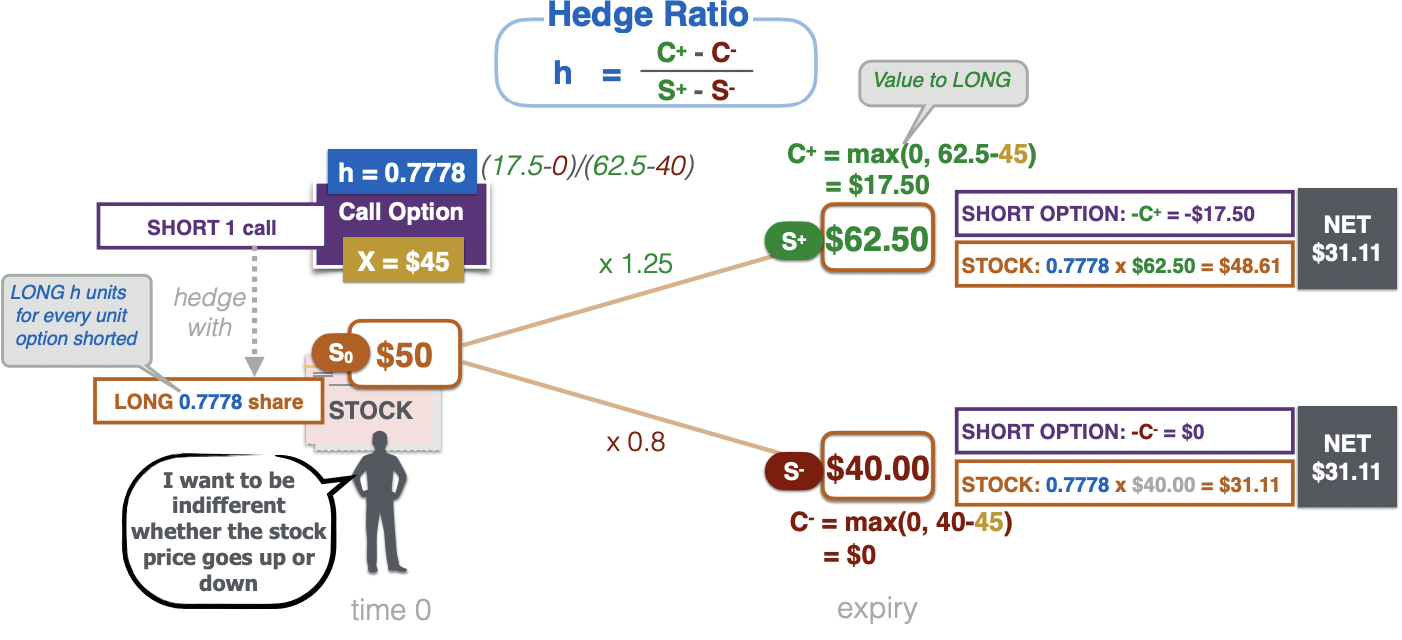 Hedge Ratio
h = C+ - C-
S+ - S-
Value to LONG
C+ = max(0, 62.5-45)
= $17.50
h = 0.7778 (17.5-0)/(62.5-40)
Call Option
X = $45
SHORT 1 call
SHORT OPTION: -C+ = -$17.50
STOCK: 0.7778 x $62.50 = $48.61
NET
$31.11
S+ $62.50
x 1.25
hedge
with
LONG h units
for every unit
option shorted
S0 $50
LONG 0.7778 share
STOCK
x 0.8
S- $40.00
SHORT OPTION: -C- = $0
STOCK: 0.7778 x $40.00 = $31.11
NET
$31.11
C- = max(0, 40-45)
= $0
I want to be
indifferent
whether the stock
price goes up or
down
time 0
expiry